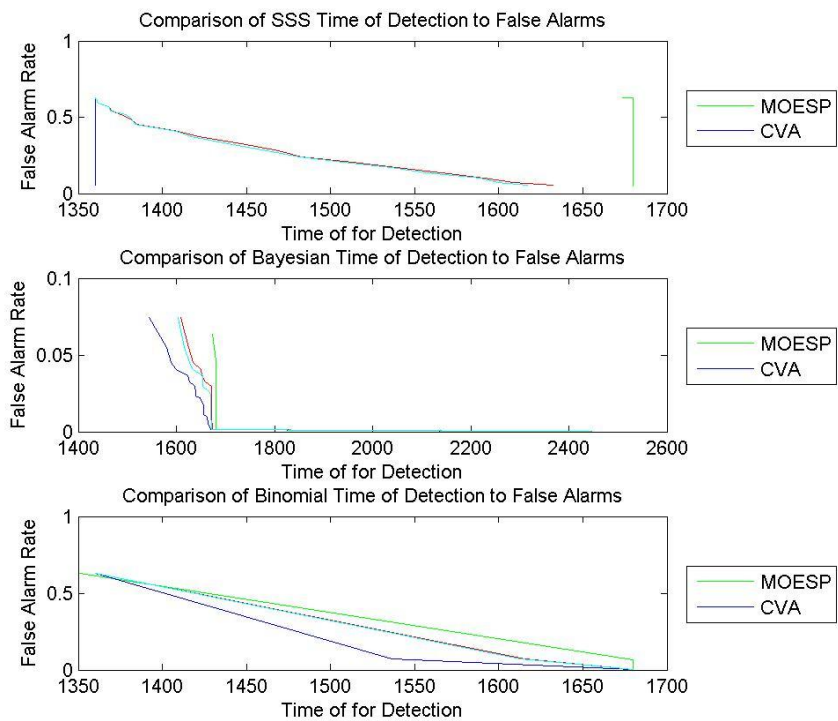 Comparison of SSS Time of Detection to False Alarms
1
0.5
0
False Alarm Rate
1350 1400 1450 1500 1550 1600 1650 1700
Time of for Detection
MOESP
CVA
Comparison of Bayesian Time of Detection to False Alarms
0.1
0.05
0
False Alarm Rate
1400 1600 1800 2000 2200 2400 2600
Time of for Detection
MOESP
CVA
Comparison of Binomial Time of Detection to False Alarms
1
0.5
0
False Alarm Rate
1350 1400 1450 1500 1550 1600 1650 1700
Time of for Detection
MOESP
CVA